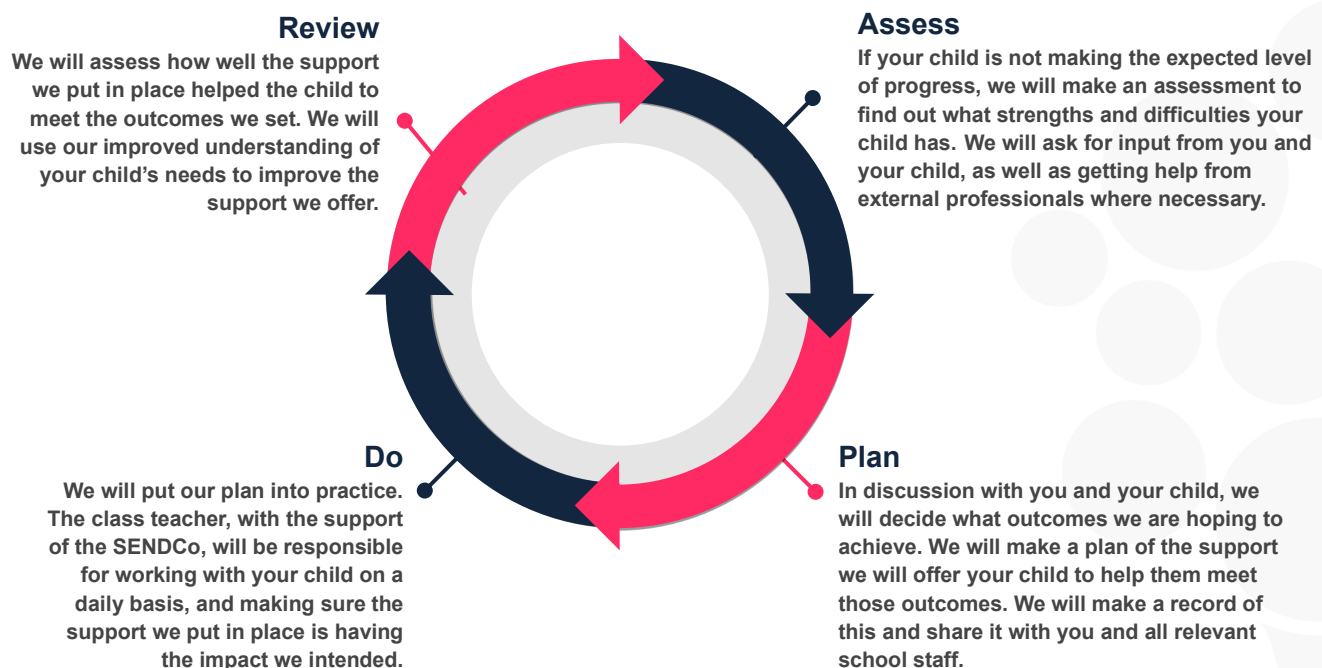 Review
We will assess how well the support
we put in place helped the child to
meet the outcomes we set. We will
use our improved understanding of
your child’s needs to improve the
support we offer.
Assess
If your child is not making the expected level
of progress, we will make an assessment to
find out what strengths and difficulties your
child has. We will ask for input from you and
your child, as well as getting help from
external professionals where necessary.
Do
We will put our plan into practice.
The class teacher, with the support
of the SENDCo, will be responsible
for working with your child on a
daily basis, and making sure the
support we put in place is having
the impact we intended.
Plan
In discussion with you and your child, we
will decide what outcomes we are hoping to
achieve. We will make a plan of the support
we will offer your child to help them meet
those outcomes. We will make a record of
this and share it with you and all relevant
school staff.